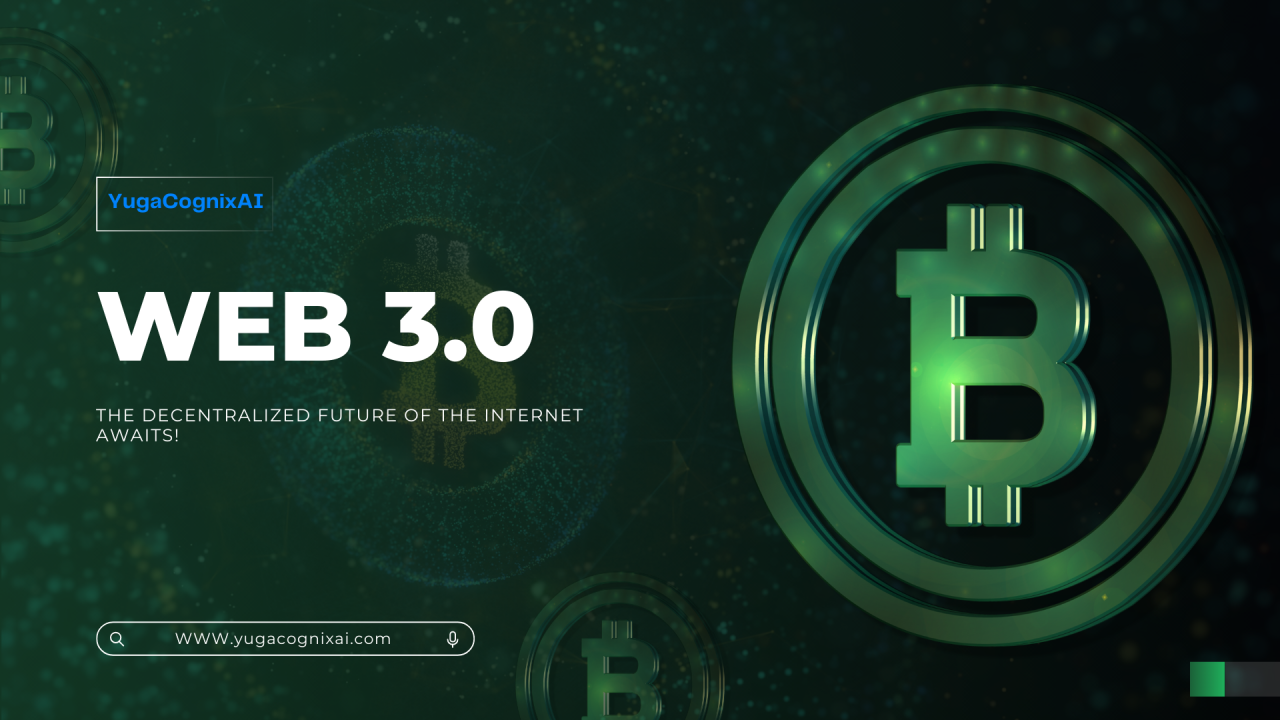 YugaCognixAI
WEB 3.0
THE DECENTRALIZED FUTURE OF THE INTERNET
AWAITS!
WWW.yugacognixai.com